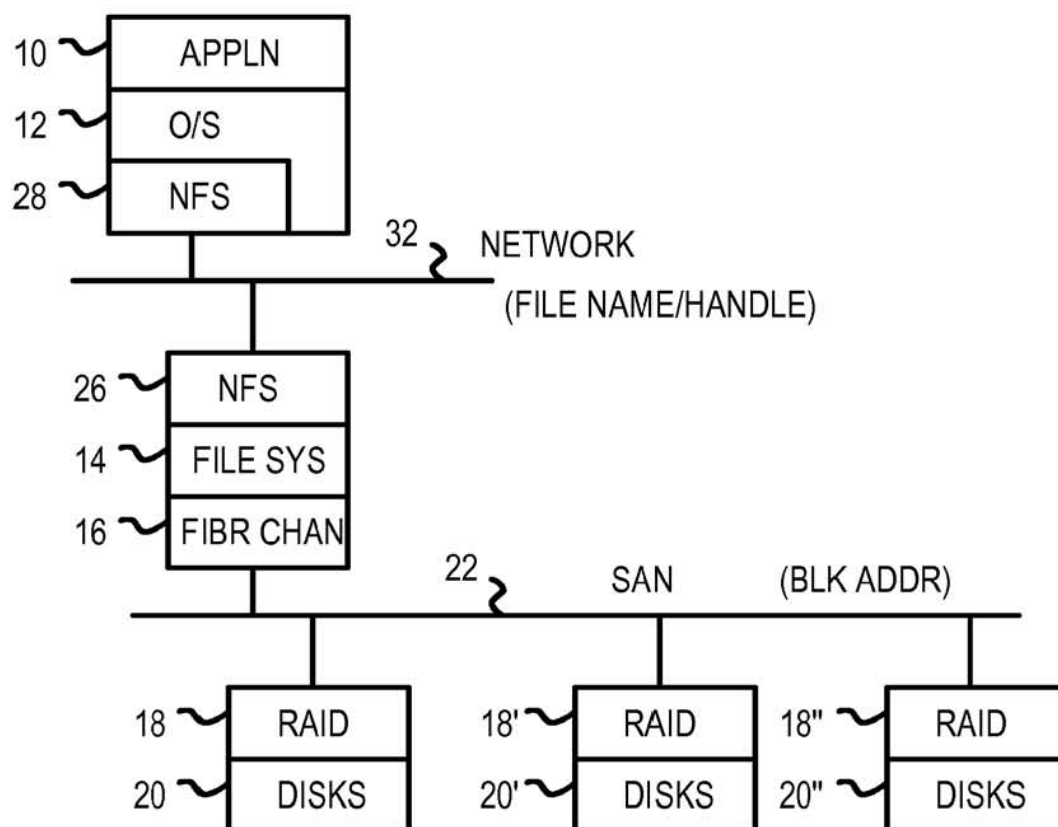 10 APPLN
12 O/S
28 NFS
32 NETWORK
(FILE NAME/HANDLE)
26 NFS
14 FILE SYS
16 FIBR CHAN
22 SAN (BLK ADDR)
18 RAID 18' RAID 18" RAID
20 DISKS 20' DISKS 20" DISKS